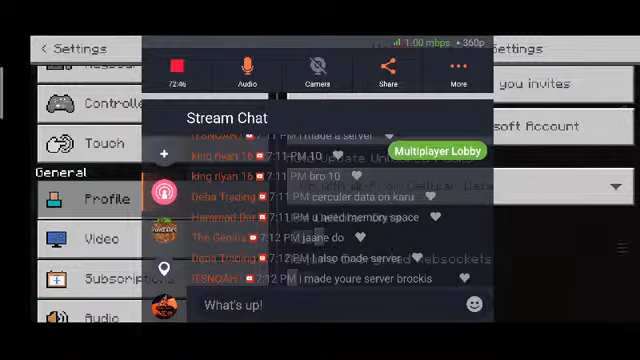 1.00 mbps • 360p
Settings
Settings
72:46
Audio
Camera
Share
More
you invites
Controlle
Stream Chat
soft Account
ITSNOAH 7:11 PM i made a server
Multiplayer Lobby
Touch
king riyan 16 7:11 PM 10
king riyan 16 7:11 PM bro 10
General
Deba Trading 7:11 PM cerculer data on karu
Profile
Hammad Der 7:11 PM u need memory space
The Genius 7:12 PM jaane do
Video
Deba Trading 7:12 PM i also made server
Subscriptio
ITSNOAH 7:12 PM i made youre server brockis
What's up!
Audio